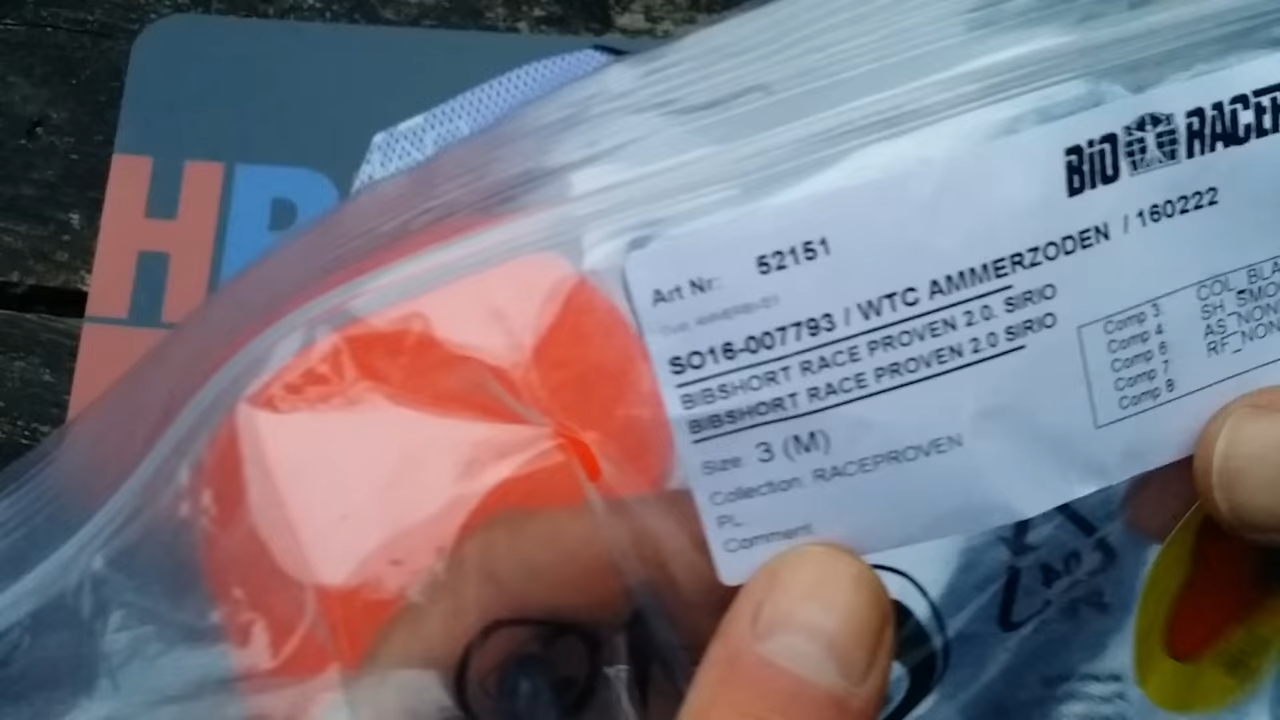 HB
BIO RACER
Art Nr: 52151
SO16-007793 / WTC AMMERZODEN / 160222
BIBSHORT RACE PROVEN 2.0. SIRIO
BIBSHORT RACE PROVEN 2.0 SIRIO
Size: 3 (M)
Collection: RACEPROVEN
PL
Comment
Comp 3: COL_BLA
Comp 4 SH_SMO
Comp 6 AS_NON
Comp 7 RF_NON
Comp 8